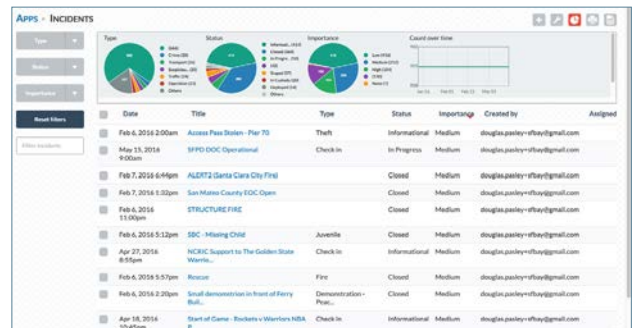 APPS › INCIDENTS
Type
Status
Importance
Reset filters
Filter incidents
Type
Status
Importance
Count over time
Others
Others
Date Title Type Status Importance Created by Assigned
Feb 6, 2016 2:00am Access Pass Stolen - Pier 70 Theft Informational Medium douglas.pasley+sfbay@gmail.com
May 15, 2016 SFPD DOC Operational Check in In Progress Medium douglas.pasley+sfbay@gmail.com
9:00am
Feb 7, 2016 6:44pm ALERT2 (Santa Clara City Fire) Closed Medium douglas.pasley+sfbay@gmail.com
Feb 7, 2016 1:32pm San Mateo County EOC Open Closed Medium douglas.pasley+sfbay@gmail.com
Feb 6, 2016 STRUCTURE FIRE Closed Medium douglas.pasley+sfbay@gmail.com
11:00pm
Feb 6, 2016 5:12pm SBC - Missing Child Juvenile Closed Medium douglas.pasley+sfbay@gmail.com
Apr 27, 2016 NCRIC Support to The Golden State Check in Informational Medium douglas.pasley+sfbay@gmail.com
8:55pm Warrio...
Feb 6, 2016 5:57pm Rescue Fire Closed Medium douglas.pasley+sfbay@gmail.com
Feb 6, 2016 2:20pm Small demonstration in front of Ferry Demonstration - Closed Medium douglas.pasley+sfbay@gmail.com
Buil... Peac...
Apr 18, 2016 Start of Game - Rockets v Warriors NBA Check in Informational Medium douglas.pasley+sfbay@gmail.com
10:45pm